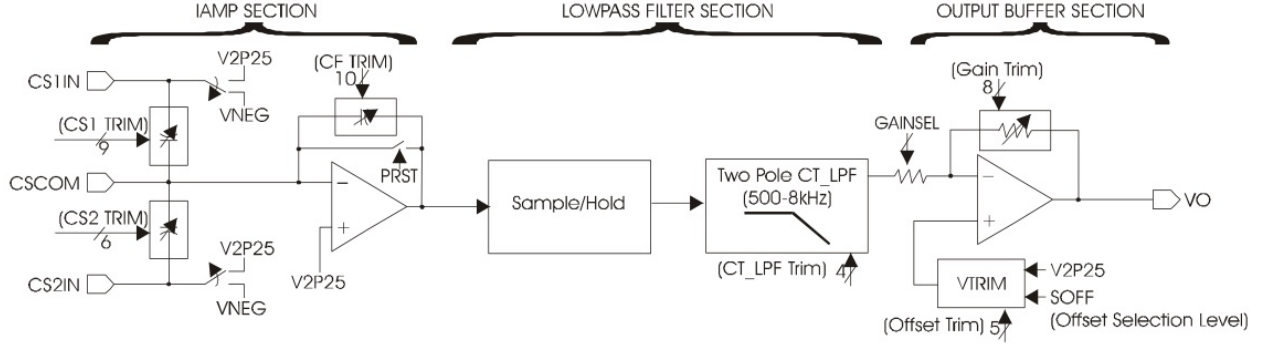 IAMP SECTION
LOWPASS FILTER SECTION
OUTPUT BUFFER SECTION
CS1IN
V2P25
VNEG
(CS1 TRIM)
9
CSCOM
(CS2 TRIM)
6
CS2IN
V2P25
VNEG
(CF TRIM)
10
PRST
−
+
V2P25
Sample/Hold
Two Pole CT_LPF
(500-8kHz)
(CT_LPF Trim)
4
GAINSEL
(Gain Trim)
8
−
+
VO
VTRIM
V2P25
SOFF
(Offset Selection Level)
(Offset Trim)
5